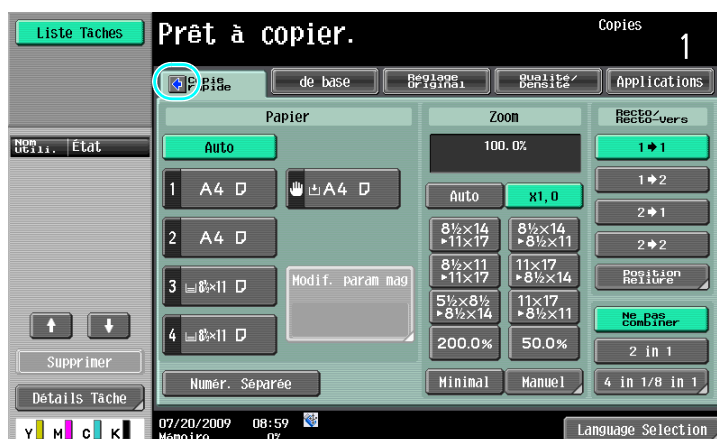 Liste Tâches
Prêt à copier.
Copies
1
Copie rapide
de base
Réglage Original
Qualité/ Densité
Applications
Nom Utili.
État
Papier
Auto
1 A4
A4
2 A4
3 8½×11
4 8½×11
Modif. param mag
Numér. Séparée
Zoom
100.0%
Auto
x1,0
8½×14 ▸11×17
8½×14 ▸8½×11
8½×11 ▸11×17
11×17 ▸8½×14
5½×8½ ▸8½×14
11×17 ▸8½×11
200.0%
50.0%
Minimal
Manuel
Recto/ Recto-Vers
1➔1
1➔2
2➔1
2➔2
Position Reliure
Ne pas combiner
2 in 1
4 in 1/8 in 1
Supprimer
Détails Tâche
Y M C K
07/20/2009 08:59
Mémoire 0%
Language Selection